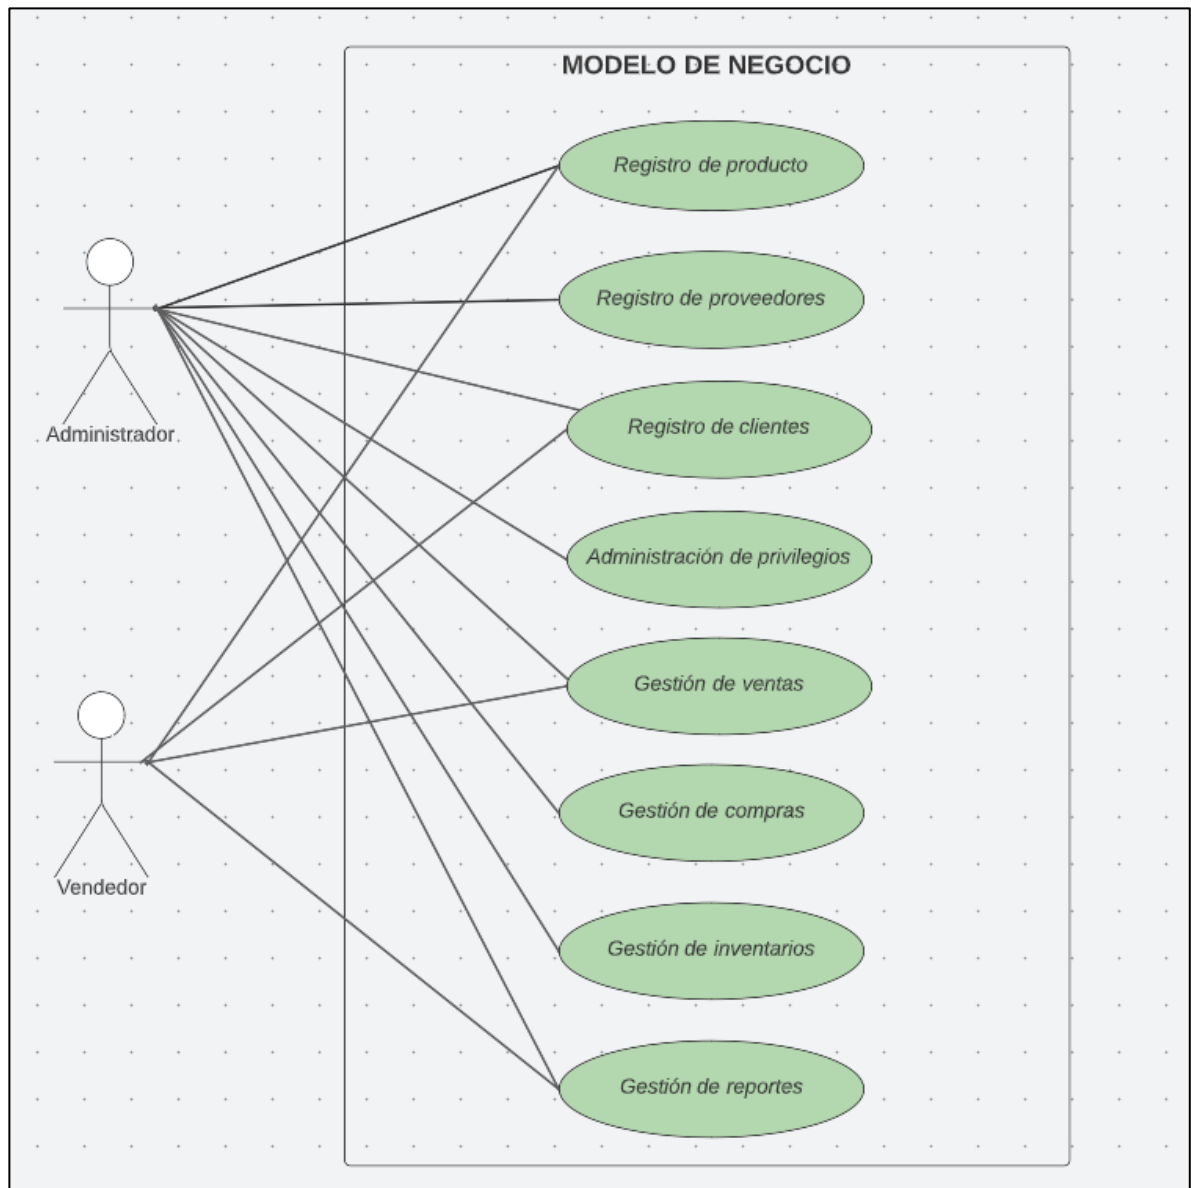 MODELO DE NEGOCIO
Registro de producto
Registro de proveedores
Registro de clientes
Administrador
Administración de privilegios
Gestión de ventas
Gestión de compras
Vendedor
Gestión de inventarios
Gestión de reportes